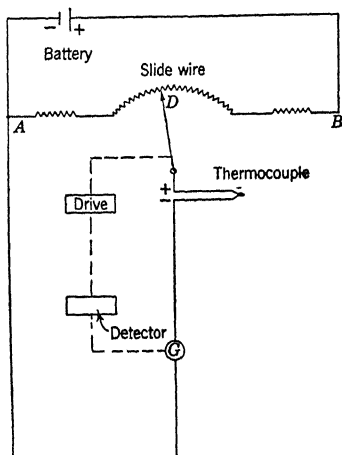 − +
Battery
Slide wire
D
A
B
Thermocouple
+
−
−
Drive
Detector
G